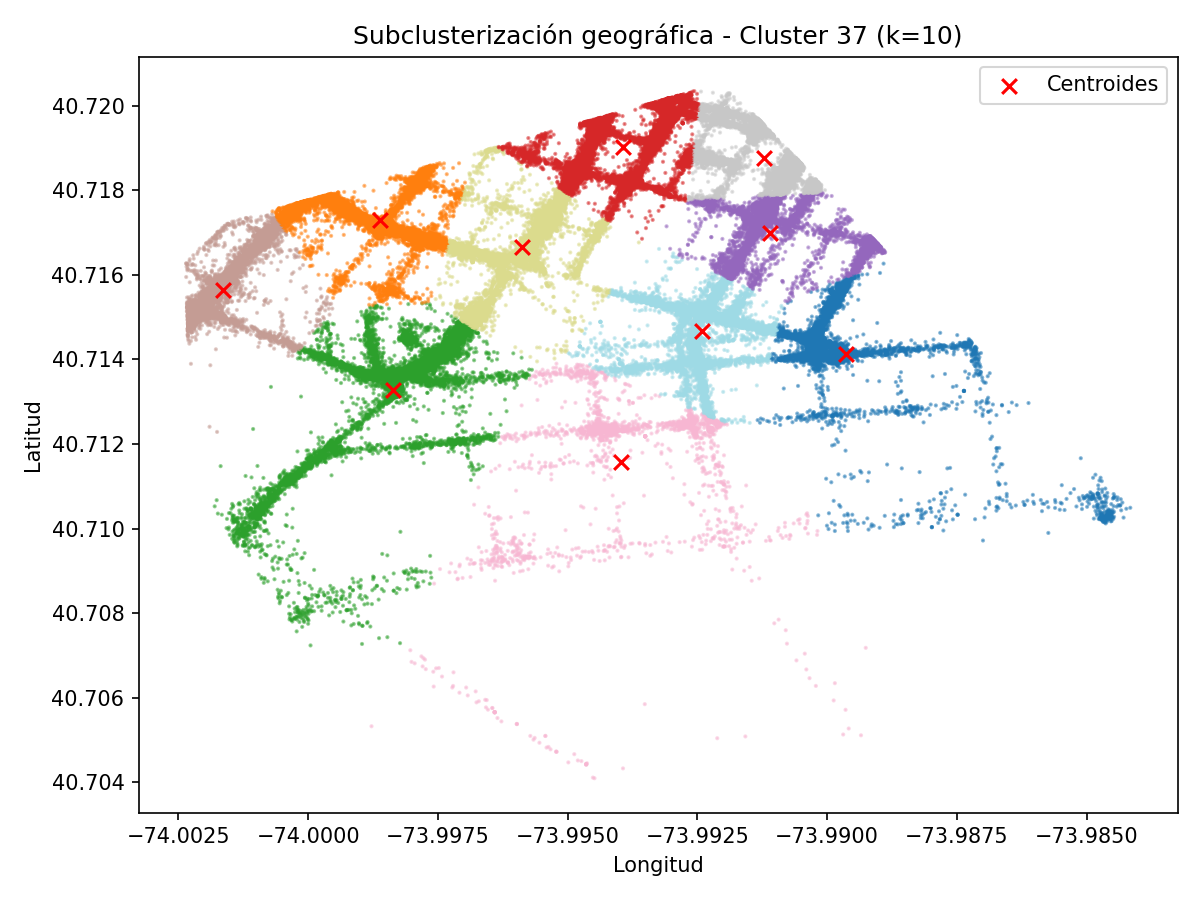 Subclusterización geográfica - Cluster 37 (k=10)
Centroides
40.720
40.718
40.716
40.714
40.712
40.710
40.708
40.706
40.704
Latitud
−74.0025 −74.0000 −73.9975 −73.9950 −73.9925 −73.9900 −73.9875 −73.9850
Longitud